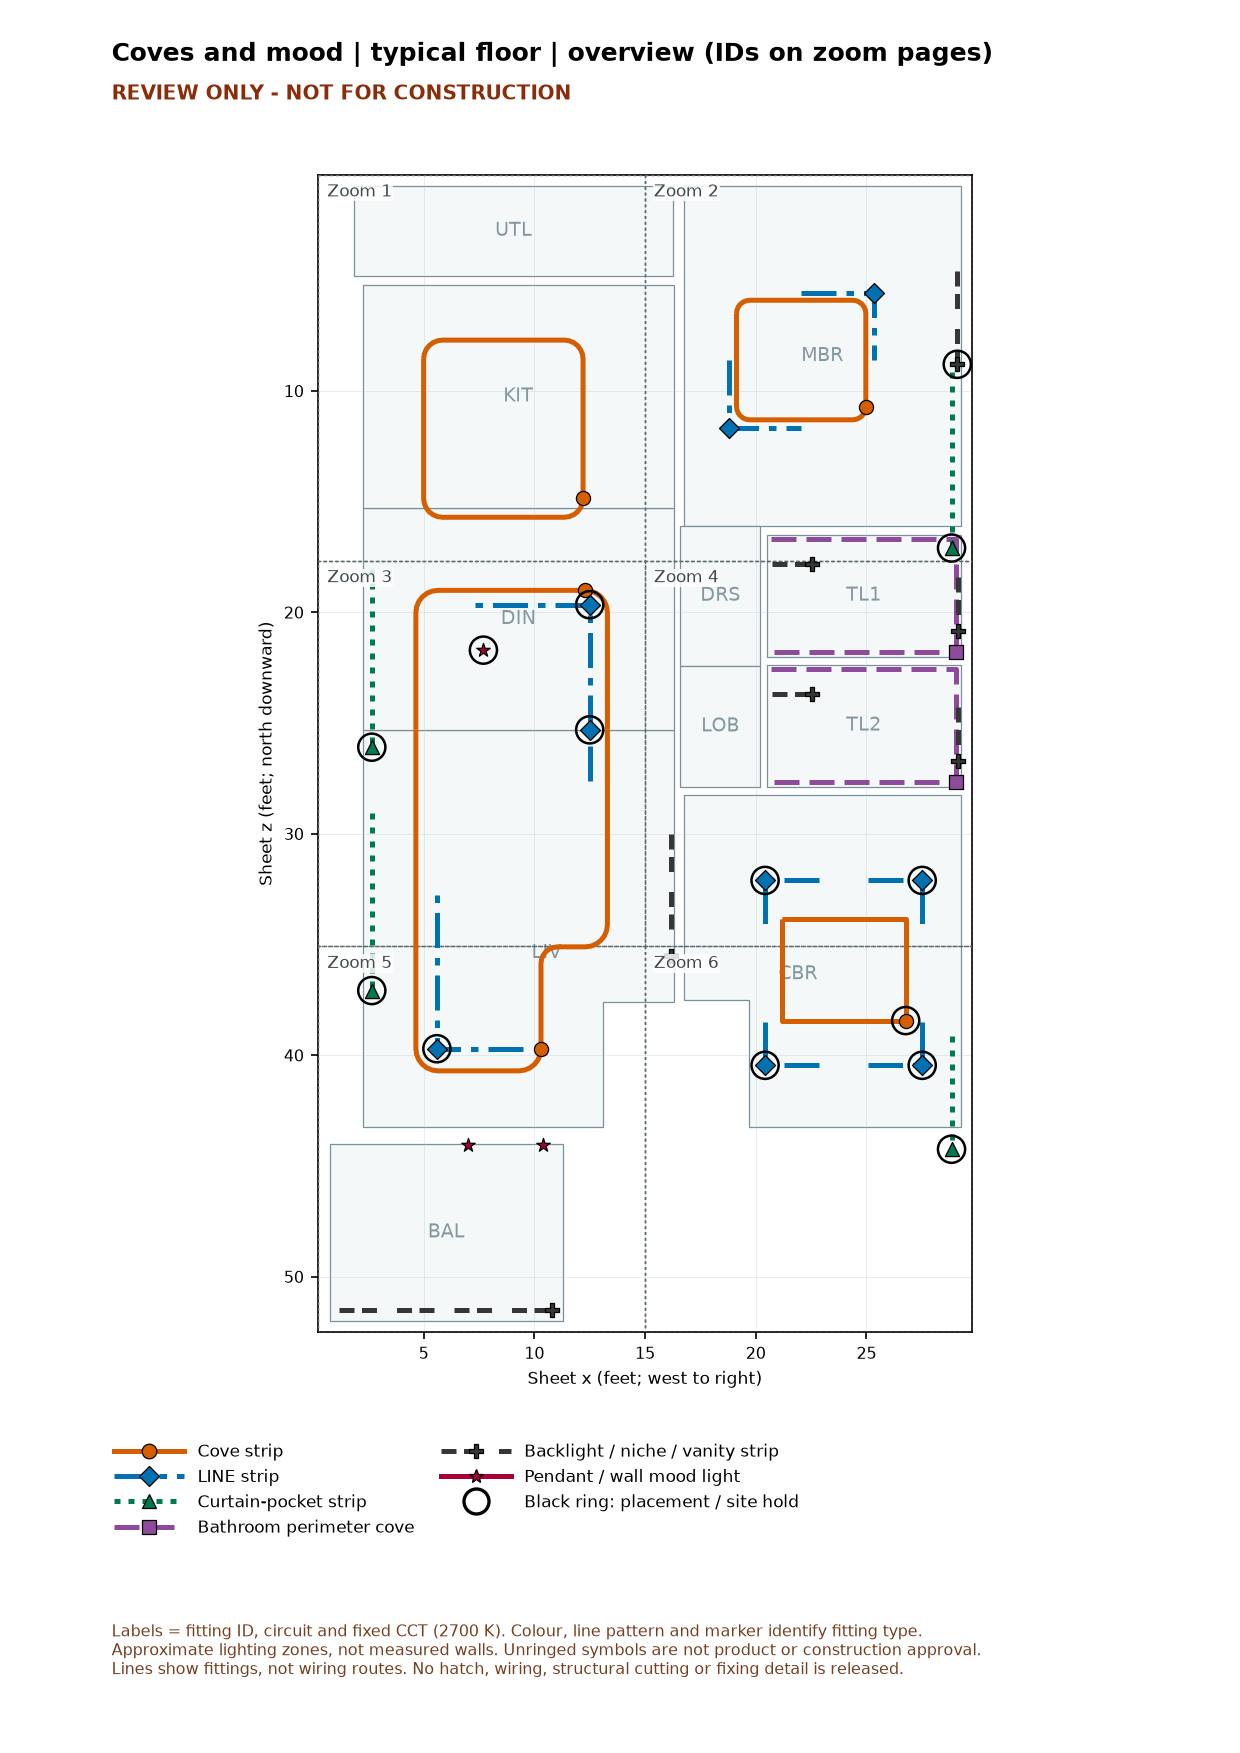 Coves and mood | typical floor | overview (IDs on zoom pages)
REVIEW ONLY - NOT FOR CONSTRUCTION
Zoom 1
Zoom 2
UTL
MBR
KIT
10
Zoom 3
Zoom 4
DRS
TL1
20
DIN
LOB
TL2
Sheet z (feet; north downward)
30
LIV
Zoom 5
Zoom 6
CBR
40
BAL
50
5
10
15
20
25
Sheet x (feet; west to right)
Cove strip
LINE strip
Curtain-pocket strip
Bathroom perimeter cove
Backlight / niche / vanity strip
Pendant / wall mood light
Black ring: placement / site hold
Labels = fitting ID, circuit and fixed CCT (2700 K). Colour, line pattern and marker identify fitting type.
Approximate lighting zones, not measured walls. Unringed symbols are not product or construction approval.
Lines show fittings, not wiring routes. No hatch, wiring, structural cutting or fixing detail is released.